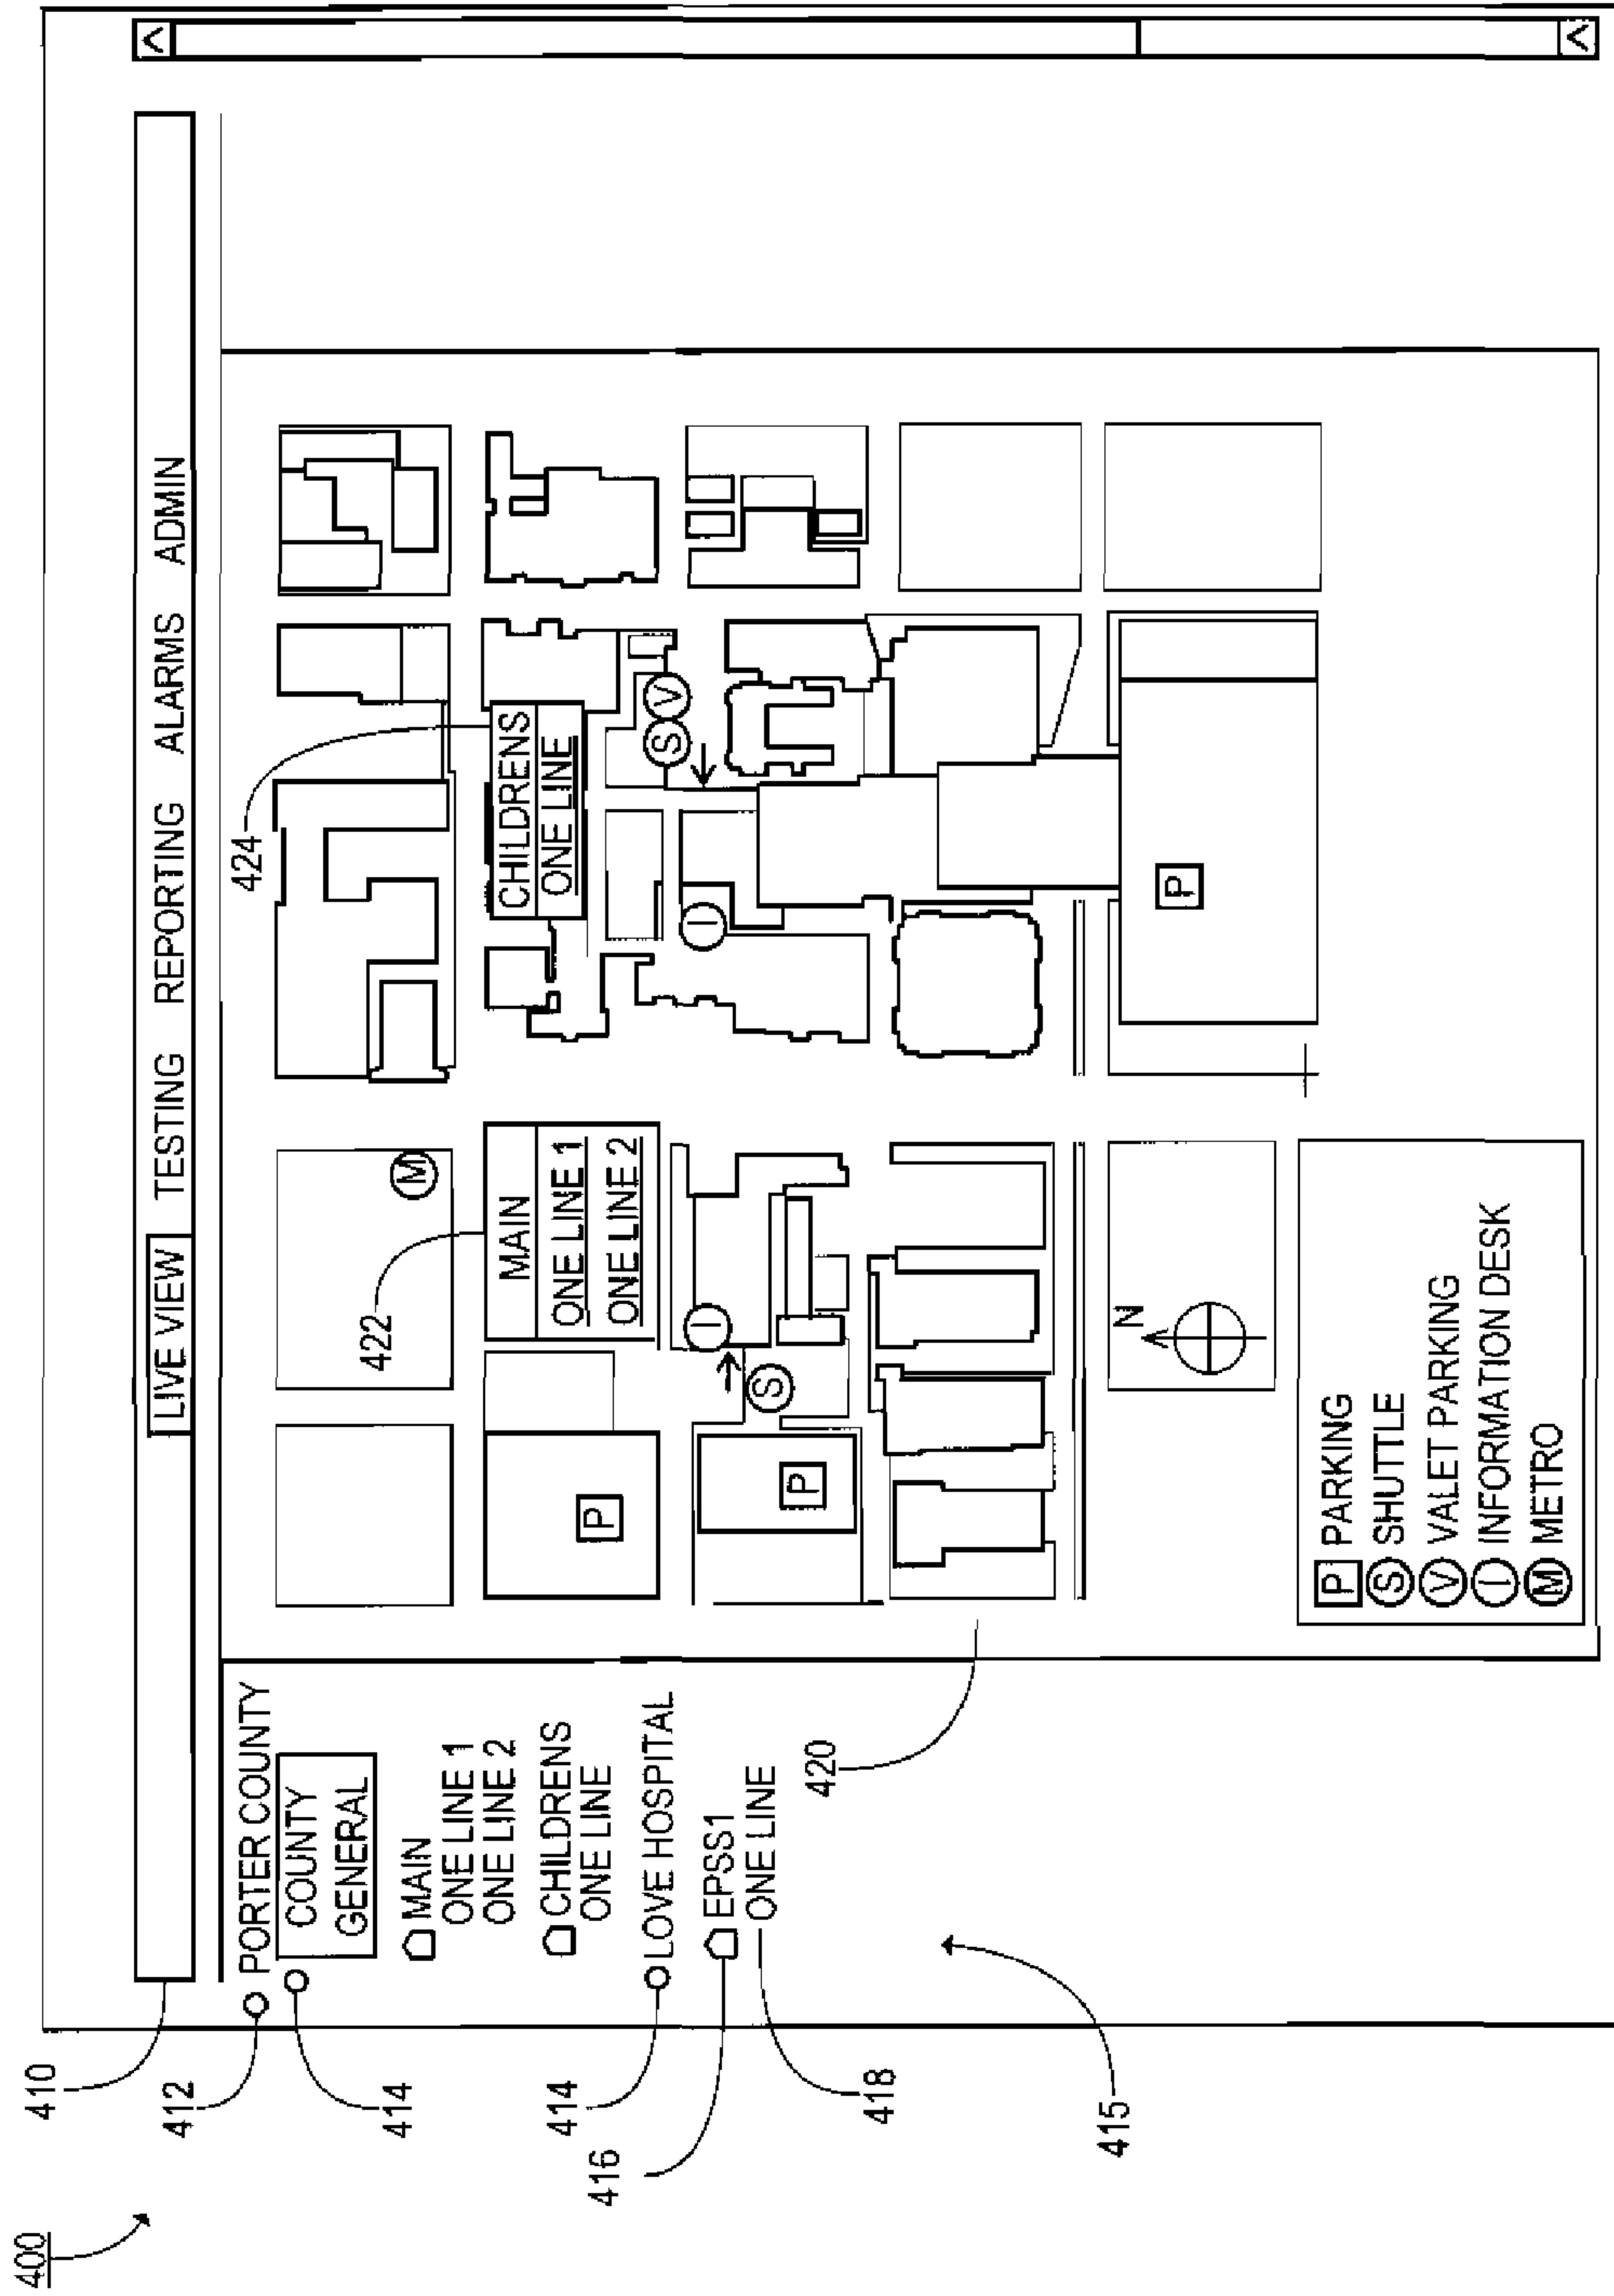 400
410
412
414
414
416
418
415
LIVE VIEW TESTING REPORTING ALARMS ADMIN
PORTER COUNTY
COUNTY
GENERAL
MAIN
ONE LINE 1
ONE LINE 2
CHILDRENS
ONE LINE
LOVE HOSPITAL
EPSS1
ONE LINE
420
422
424
M
MAIN
ONE LINE 1
ONE LINE 2
CHILDRENS
ONE LINE
P
I
S
P
I
S V
P
N
P PARKING
S SHUTTLE
V VALET PARKING
I INFORMATION DESK
M METRO